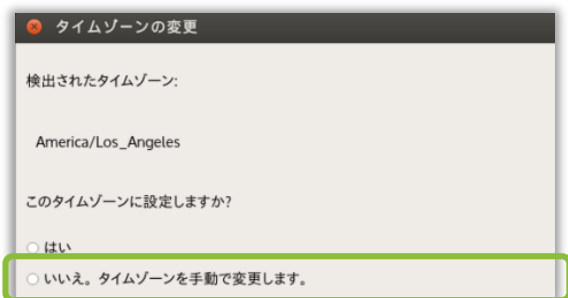 タイムゾーンの変更
検出されたタイムゾーン:
America/Los_Angeles
このタイムゾーンに設定しますか?
はい
いいえ。タイムゾーンを手動で変更します。